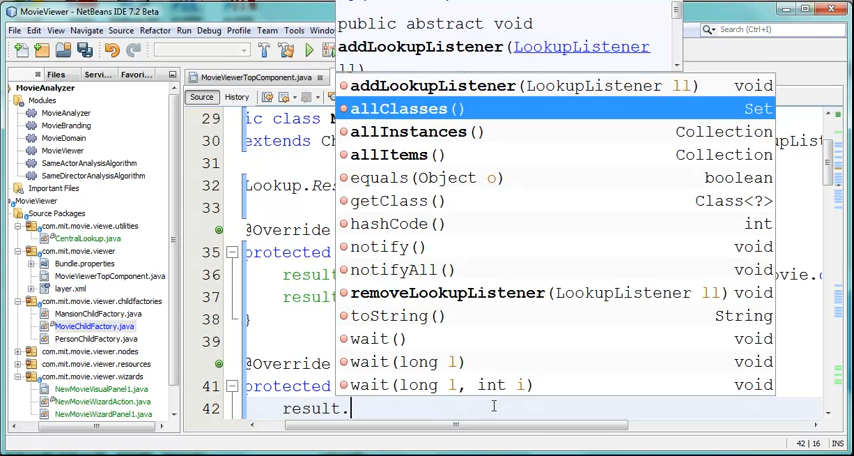 MovieViewer - NetBeans IDE 7.2 Beta
File Edit View Navigate Source Refactor Run Debug Profile Team Tools Window Help
Search (Ctrl+I)
Files Servi... Favori...
MovieAnalyzer
Modules
MovieAnalyzer
MovieBranding
MovieDomain
MovieViewer
SameActorAnalysisAlgorithm
SameDirectorAnalysisAlgorithm
Important Files
MovieViewer
Source Packages
com.mit.movie.viewe.utilities
CentralLookup.java
com.mit.movie.viewer
Bundle.properties
MovieViewerTopComponent.java
layer.xml
com.mit.movie.viewer.childfactories
MansionChildFactory.java
MovieChildFactory.java
PersonChildFactory.java
com.mit.movie.viewer.nodes
com.mit.movie.viewer.resources
com.mit.movie.viewer.wizards
NewMovieVisualPanel1.java
NewMovieWizardAction.java
NewMovieWizardPanel1.java
MovieViewerTopComponent.java
Source History
29 ic class M
30 extends Ch
32 Lookup.Res
33
@Override
35 protected
36 result
37 result
38 }
39
@Override
41 protected
42 result.
public abstract void
addLookupListener(LookupListener
ll)
addLookupListener(LookupListener ll) void
allClasses() Set
allInstances() Collection
allItems() Collection
equals(Object o) boolean
getClass() Class<?>
hashCode() int
notify() void
notifyAll() void
removeLookupListener(LookupListener ll) void
toString() String
wait() void
wait(long l) void
wait(long l, int i) void
42 | 16 INS